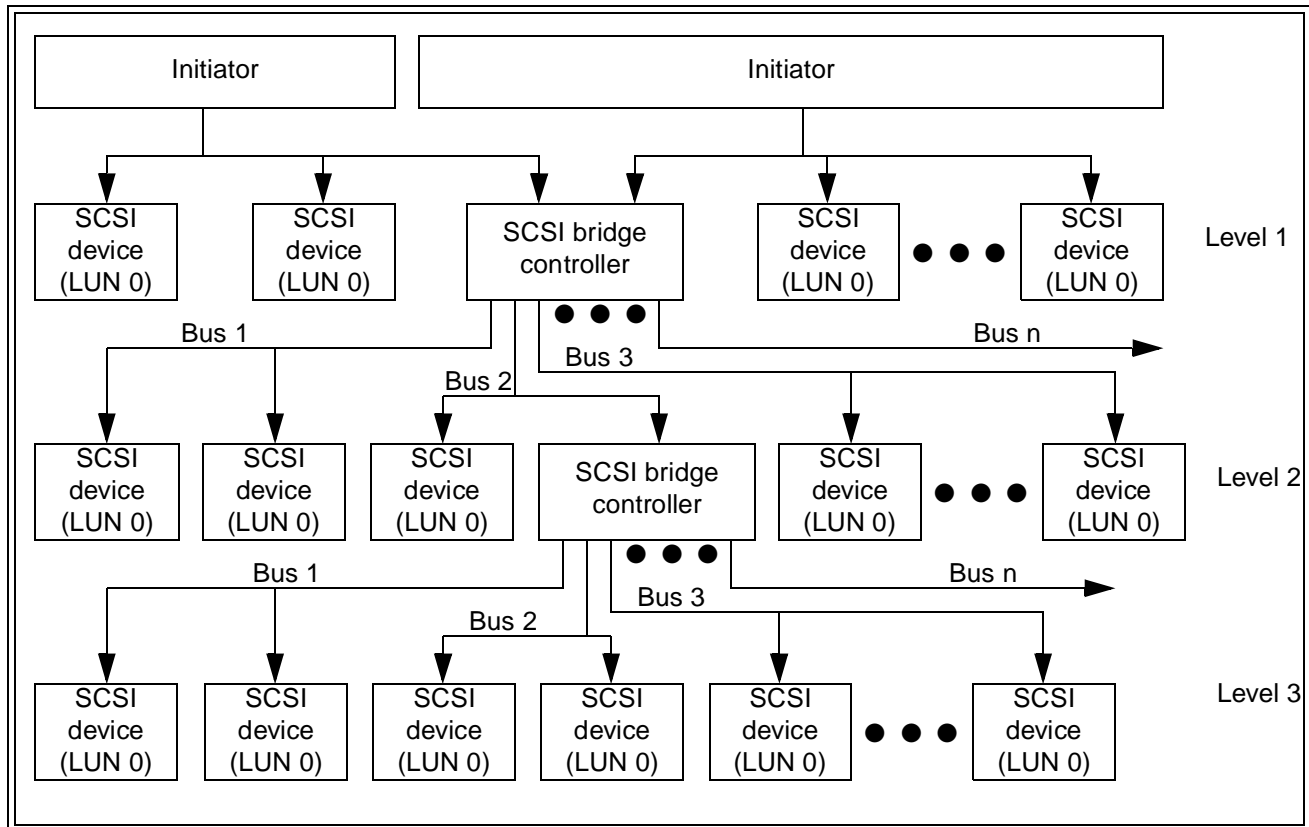 Initiator
Initiator
SCSI
device
(LUN 0)
SCSI
device
(LUN 0)
SCSI bridge
controller
SCSI
device
(LUN 0)
SCSI
device
(LUN 0)
Level 1
Bus 1
Bus 2
Bus 3
Bus n
SCSI
device
(LUN 0)
SCSI
device
(LUN 0)
SCSI
device
(LUN 0)
SCSI bridge
controller
SCSI
device
(LUN 0)
SCSI
device
(LUN 0)
Level 2
Bus 1
Bus 2
Bus 3
Bus n
SCSI
device
(LUN 0)
SCSI
device
(LUN 0)
SCSI
device
(LUN 0)
SCSI
device
(LUN 0)
SCSI
device
(LUN 0)
SCSI
device
(LUN 0)
Level 3